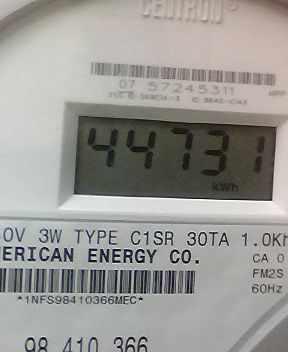 CENTRON®
07 57245311
44731
kWh
0V 3W TYPE C1SR 30TA 1.0Kh
ERICAN ENERGY CO.
CA 0
FM2S
60Hz
*1NFS98410366MEC*
98 410 366